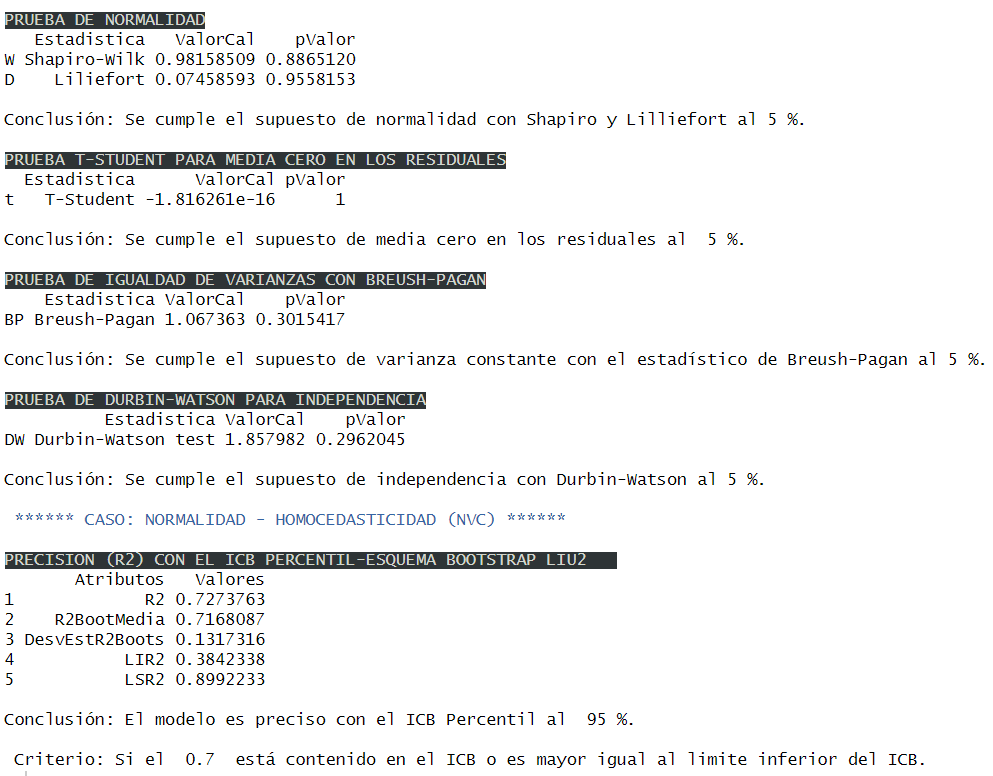 PRUEBA DE NORMALIDAD
Estadistica ValorCal pValor
W Shapiro-Wilk 0.98158509 0.8865120
D Liliefort 0.07458593 0.9558153
Conclusión: Se cumple el supuesto de normalidad con Shapiro y Lilliefort al 5 %.
PRUEBA T-STUDENT PARA MEDIA CERO EN LOS RESIDUALES
Estadistica ValorCal pValor
t T-Student -1.816261e-16 1
Conclusión: Se cumple el supuesto de media cero en los residuales al 5 %.
PRUEBA DE IGUALDAD DE VARIANZAS CON BREUSH-PAGAN
Estadistica ValorCal pValor
BP Breush-Pagan 1.067363 0.3015417
Conclusión: Se cumple el supuesto de varianza constante con el estadístico de Breush-Pagan al 5 %.
PRUEBA DE DURBIN-WATSON PARA INDEPENDENCIA
Estadistica ValorCal pValor
DW Durbin-Watson test 1.857982 0.2962045
Conclusión: Se cumple el supuesto de independencia con Durbin-Watson al 5 %.
****** CASO: NORMALIDAD - HOMOCEDASTICIDAD (NVC) ******
PRECISION (R2) CON EL ICB PERCENTIL-ESQUEMA BOOTSTRAP LIU2
Atributos Valores
1 R2 0.7273763
2 R2BootMedia 0.7168087
3 DesvEstR2Boots 0.1317316
4 LIR2 0.3842338
5 LSR2 0.8992233
Conclusión: El modelo es preciso con el ICB Percentil al 95 %.
Criterio: Si el 0.7 está contenido en el ICB o es mayor igual al limite inferior del ICB.